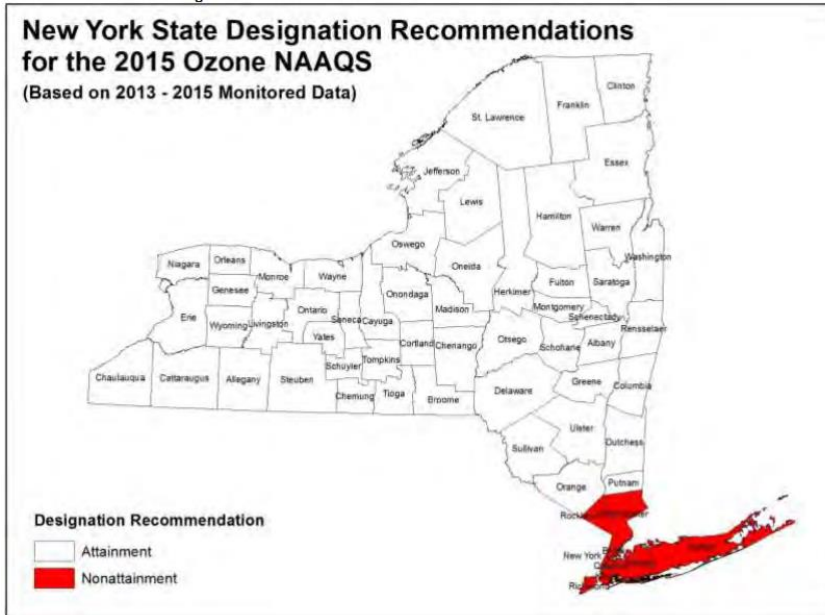 New York State Designation Recommendations
for the 2015 Ozone NAAQS
(Based on 2013 - 2015 Monitored Data)
Clinton
Franklin
St. Lawrence
Essex
Jefferson
Lewis
Hamilton
Warren
Washington
Oswego
Oneida
Herkimer
Fulton
Saratoga
Niagara
Orleans
Monroe
Wayne
Genesee
Onondaga
Madison
Montgomery
Schenectady
Erie
Wyoming
Livingston
Ontario
Seneca
Cayuga
Yates
Otsego
Schoharie
Albany
Rensselaer
Cortland
Chenango
Schuyler
Tompkins
Chautauqua
Cattaraugus
Allegany
Steuben
Chemung
Tioga
Broome
Delaware
Greene
Columbia
Ulster
Dutchess
Sullivan
Orange
Putnam
New York
Designation Recommendation
Attainment
Nonattainment